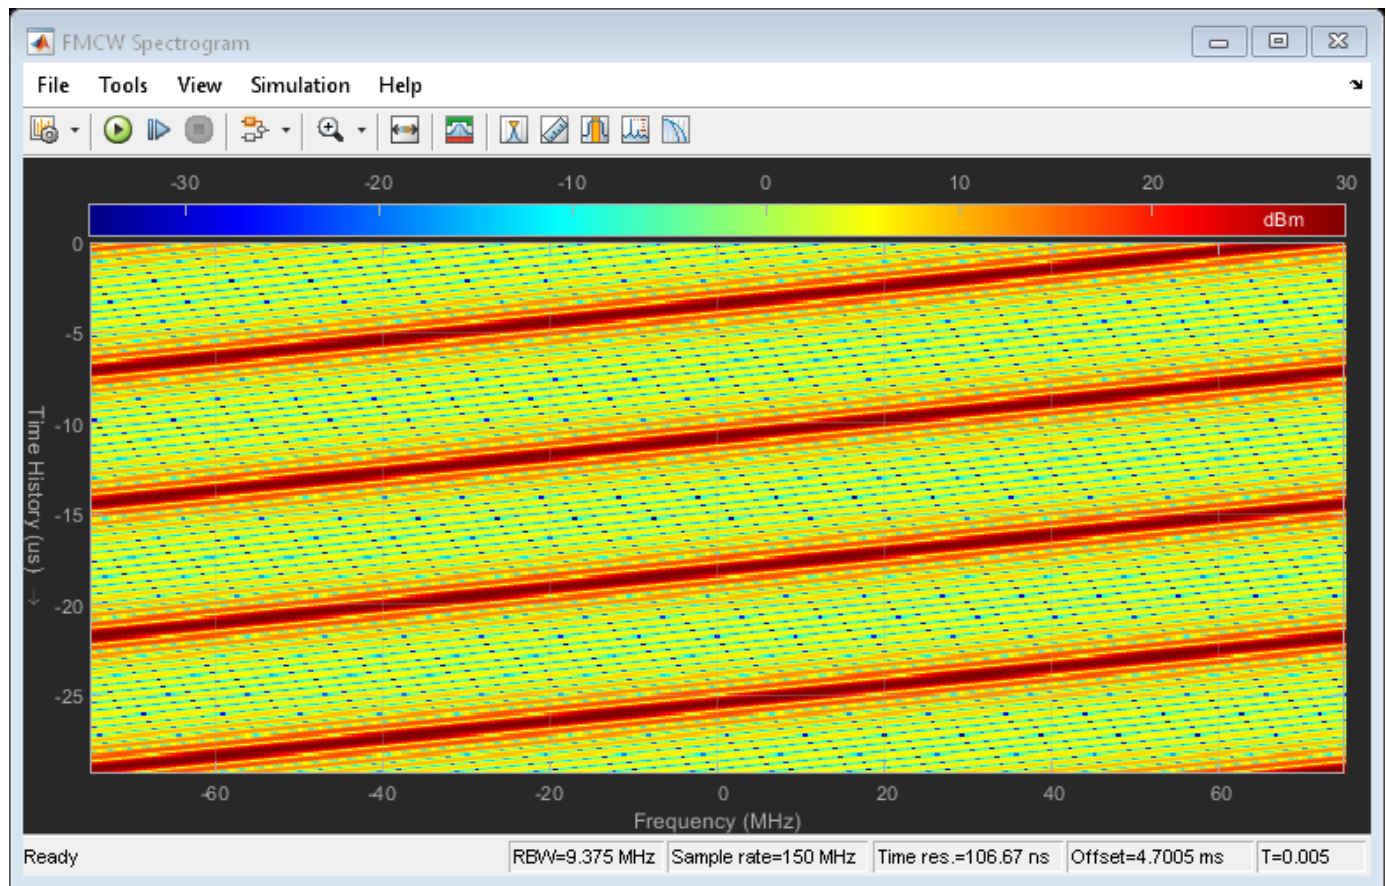 FMCW Spectrogram
File Tools View Simulation Help
-30 -20 -10 0 10 20 30
dBm
0
-5
-10
-15
-20
-25
Time History (us) →
-60 -40 -20 0 20 40 60
Frequency (MHz)
Ready RBW=9.375 MHz Sample rate=150 MHz Time res.=106.67 ns Offset=4.7005 ms T=0.005